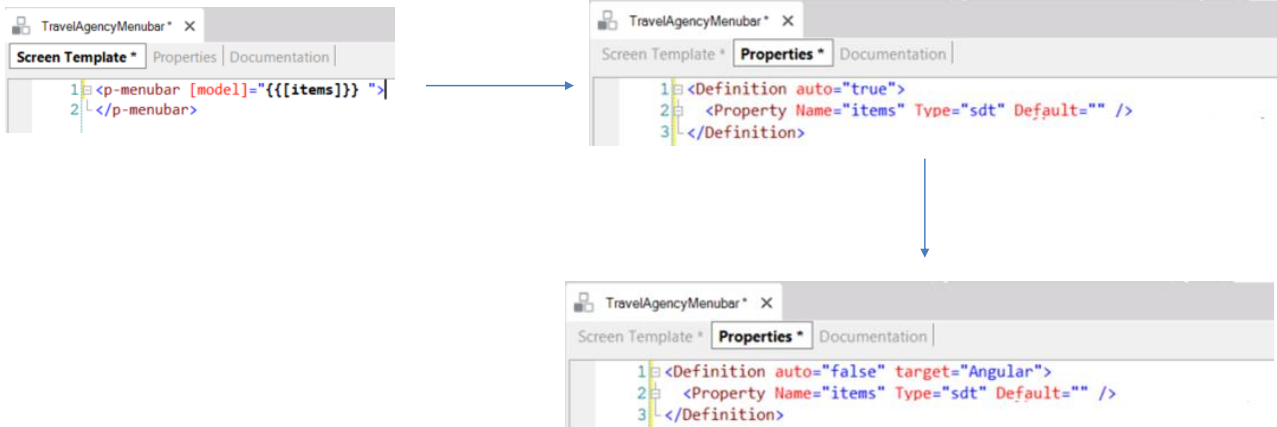 TravelAgencyMenubar * X
Screen Template * Properties Documentation
1 <p-menubar [model]="{{[items]}} ">
2 </p-menubar>
TravelAgencyMenubar * X
Screen Template * Properties * Documentation
1 <Definition auto="true">
2 <Property Name="items" Type="sdt" Default="" />
3 </Definition>
TravelAgencyMenubar * X
Screen Template * Properties * Documentation
1 <Definition auto="false" target="Angular">
2 <Property Name="items" Type="sdt" Default="" />
3 </Definition>